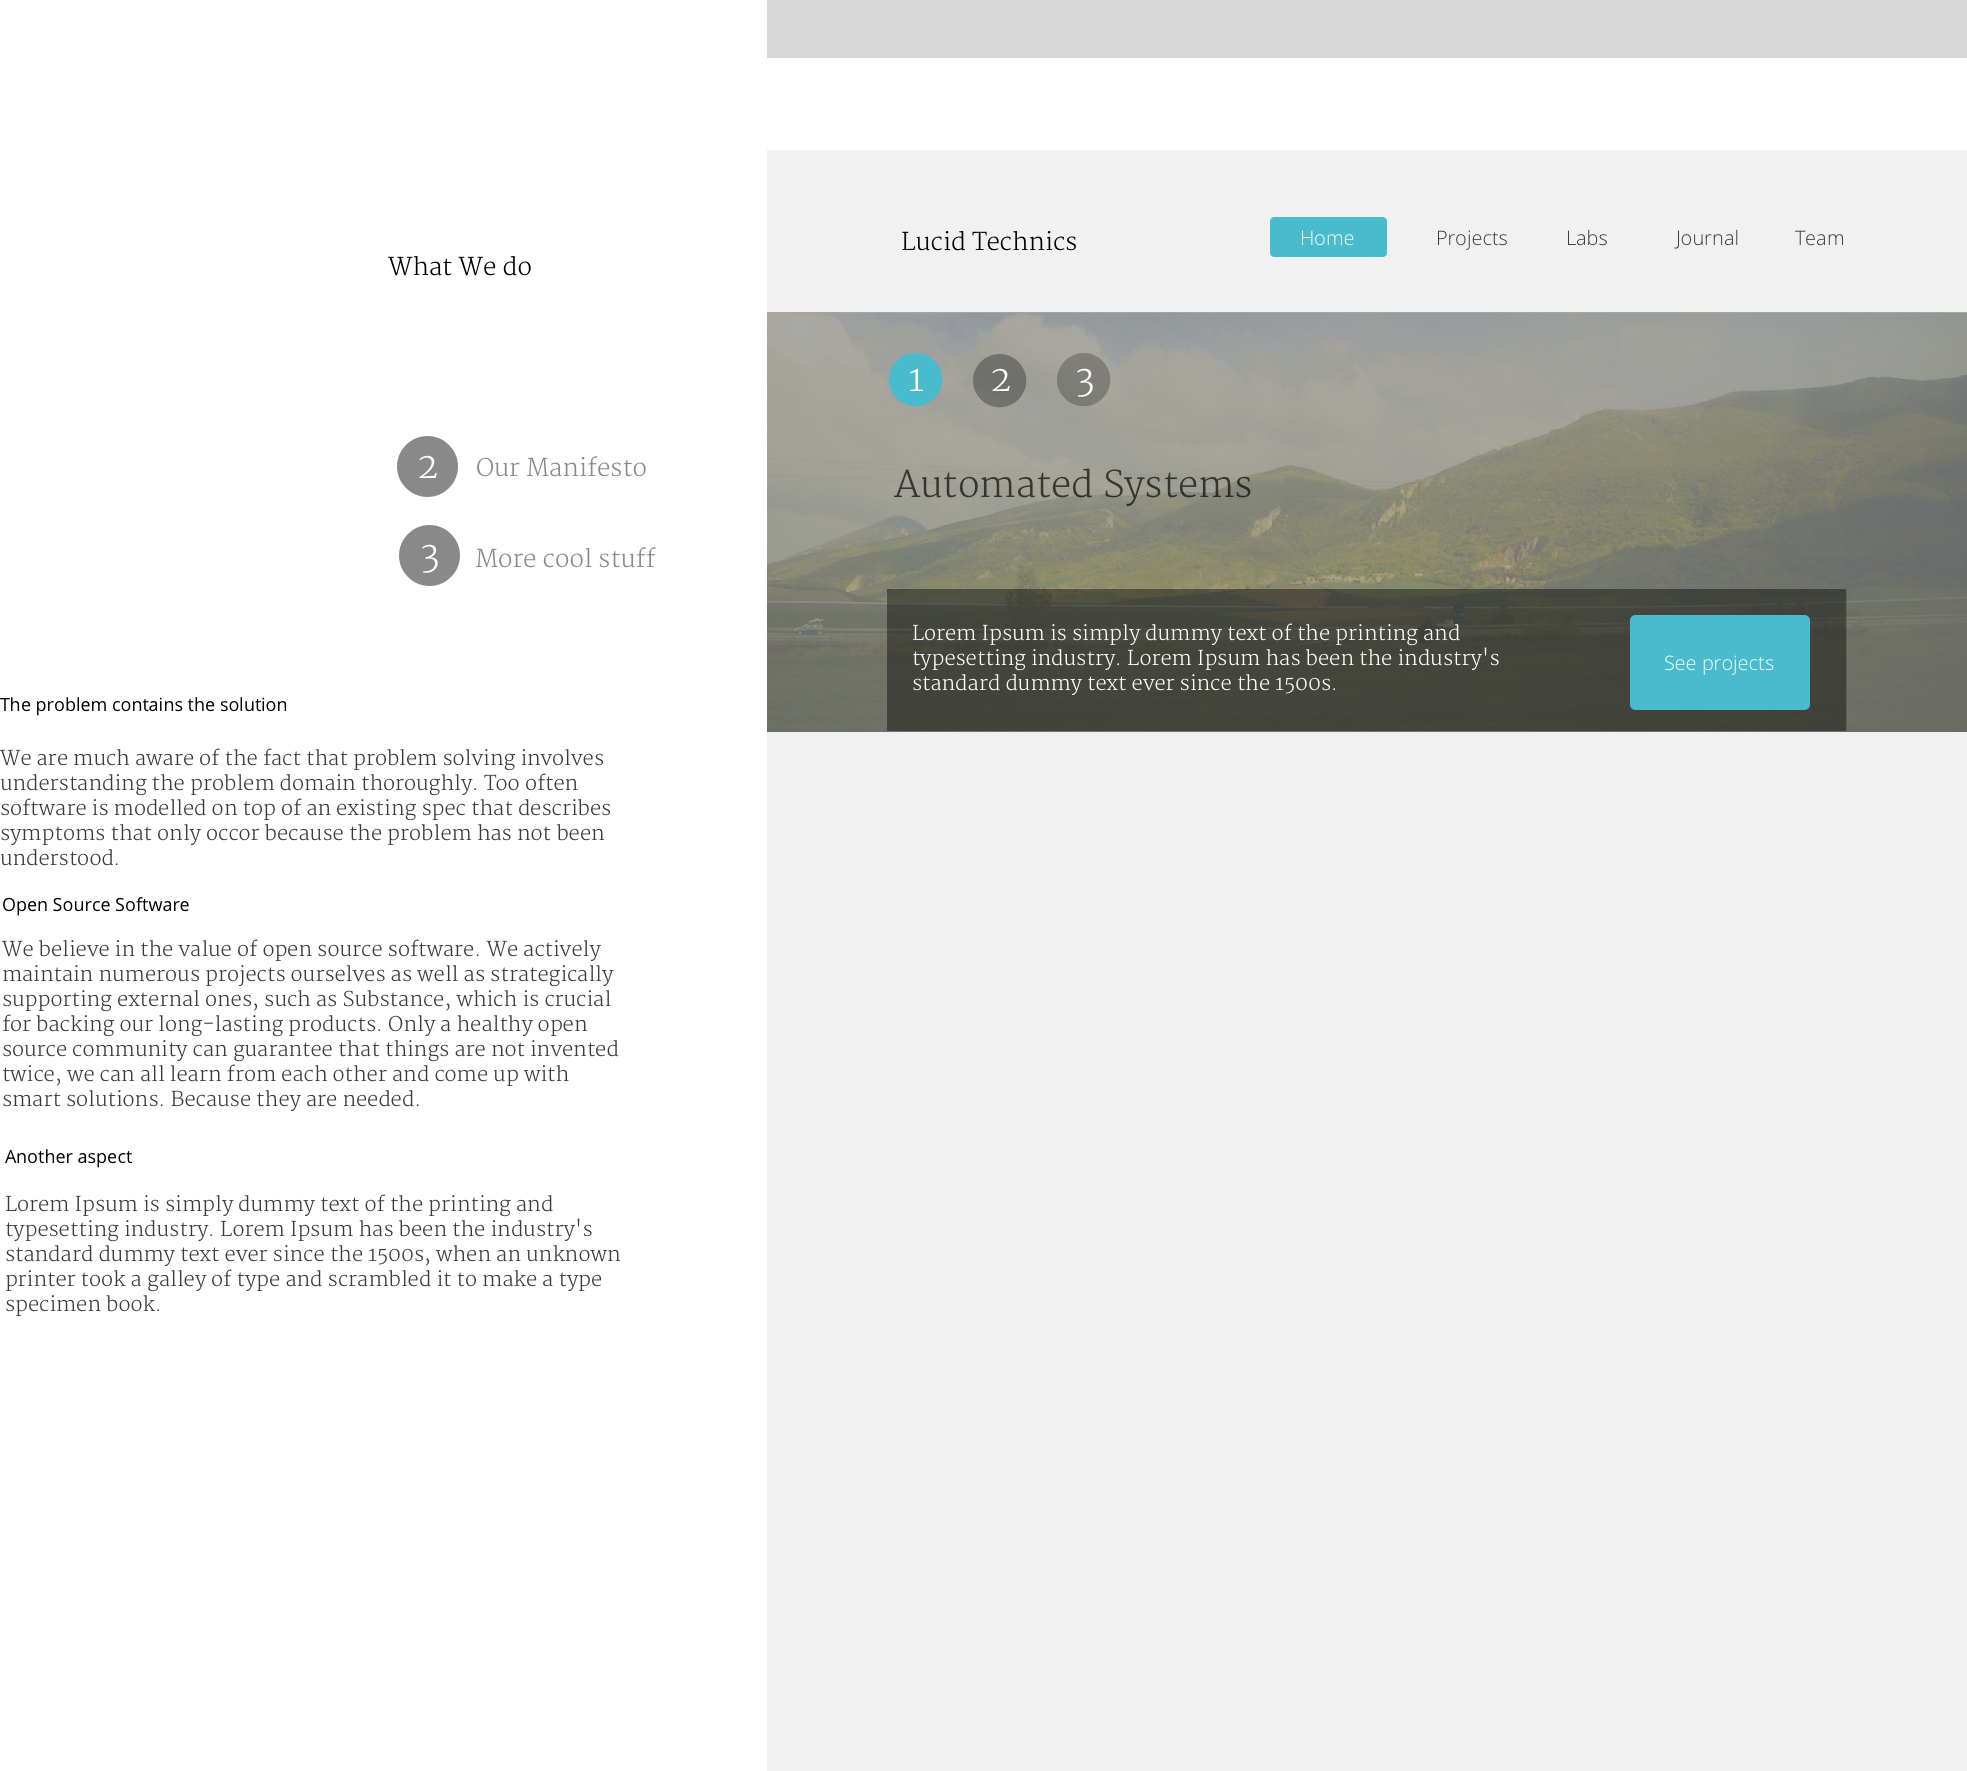 What We do
2 Our Manifesto
3 More cool stuff
The problem contains the solution
We are much aware of the fact that problem solving involves
understanding the problem domain thoroughly. Too often
software is modelled on top of an existing spec that describes
symptoms that only occor because the problem has not been
understood.
Open Source Software
We believe in the value of open source software. We actively
maintain numerous projects ourselves as well as strategically
supporting external ones, such as Substance, which is crucial
for backing our long-lasting products. Only a healthy open
source community can guarantee that things are not invented
twice, we can all learn from each other and come up with
smart solutions. Because they are needed.
Another aspect
Lorem Ipsum is simply dummy text of the printing and
typesetting industry. Lorem Ipsum has been the industry's
standard dummy text ever since the 1500s, when an unknown
printer took a galley of type and scrambled it to make a type
specimen book.
Lucid Technics
Home Projects Labs Journal Team
1 2 3
Automated Systems
Lorem Ipsum is simply dummy text of the printing and
typesetting industry. Lorem Ipsum has been the industry's
standard dummy text ever since the 1500s.
See projects